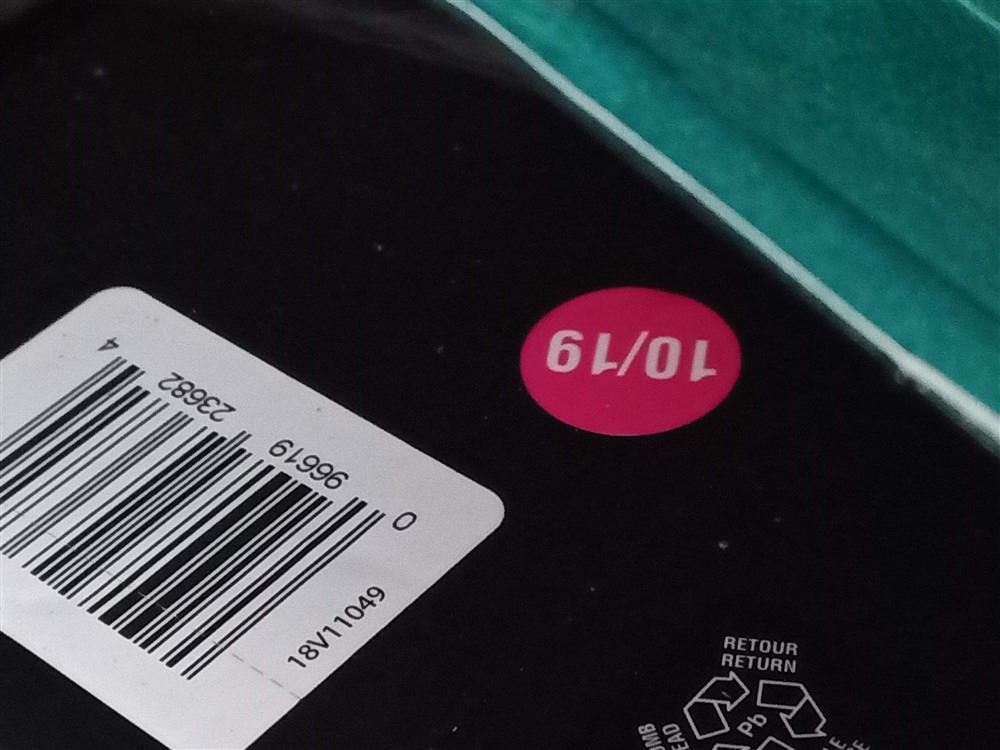 10/19
0 96619 23682 4
18V11049
RETOUR
RETURN
Pb